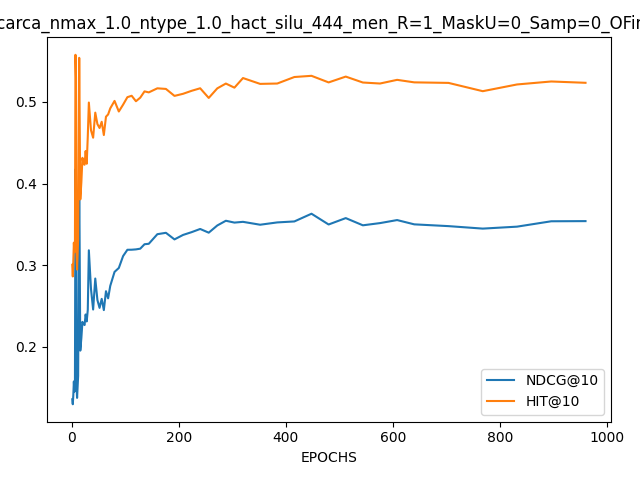 carca_nmax_1.0_ntype_1.0_hact_silu_444_men_R=1_MaskU=0_Samp=0_OFin
0.5
0.4
0.3
0.2
0 200 400 600 800 1000
EPOCHS
NDCG@10
HIT@10